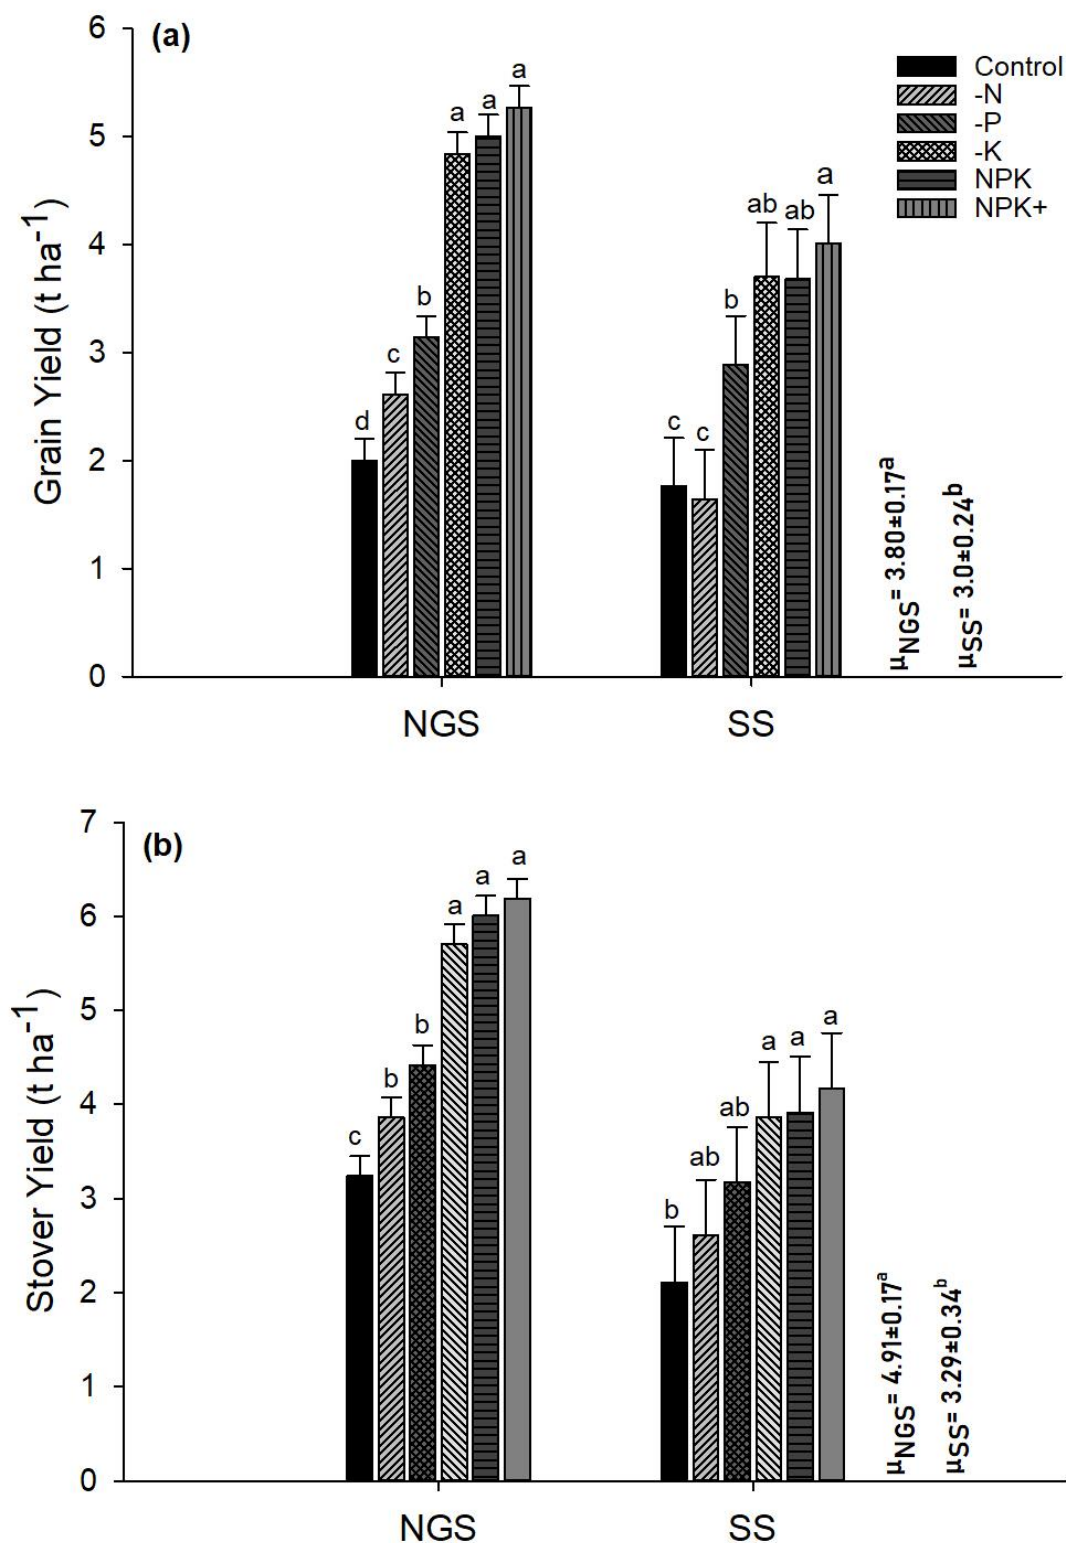 (a)
Control
-N
-P
-K
NPK
NPK+
Grain Yield (t ha⁻¹)
6
5
4
3
2
1
0
d
c
b
a
a
a
c
c
b
ab
ab
a
μNGS= 3.80±0.17ᵃ
μSS= 3.0±0.24ᵇ
NGS
SS
(b)
Stover Yield (t ha⁻¹)
7
6
5
4
3
2
1
0
c
b
b
a
a
a
b
ab
ab
a
a
a
μNGS= 4.91±0.17ᵃ
μSS= 3.29±0.34ᵇ
NGS
SS